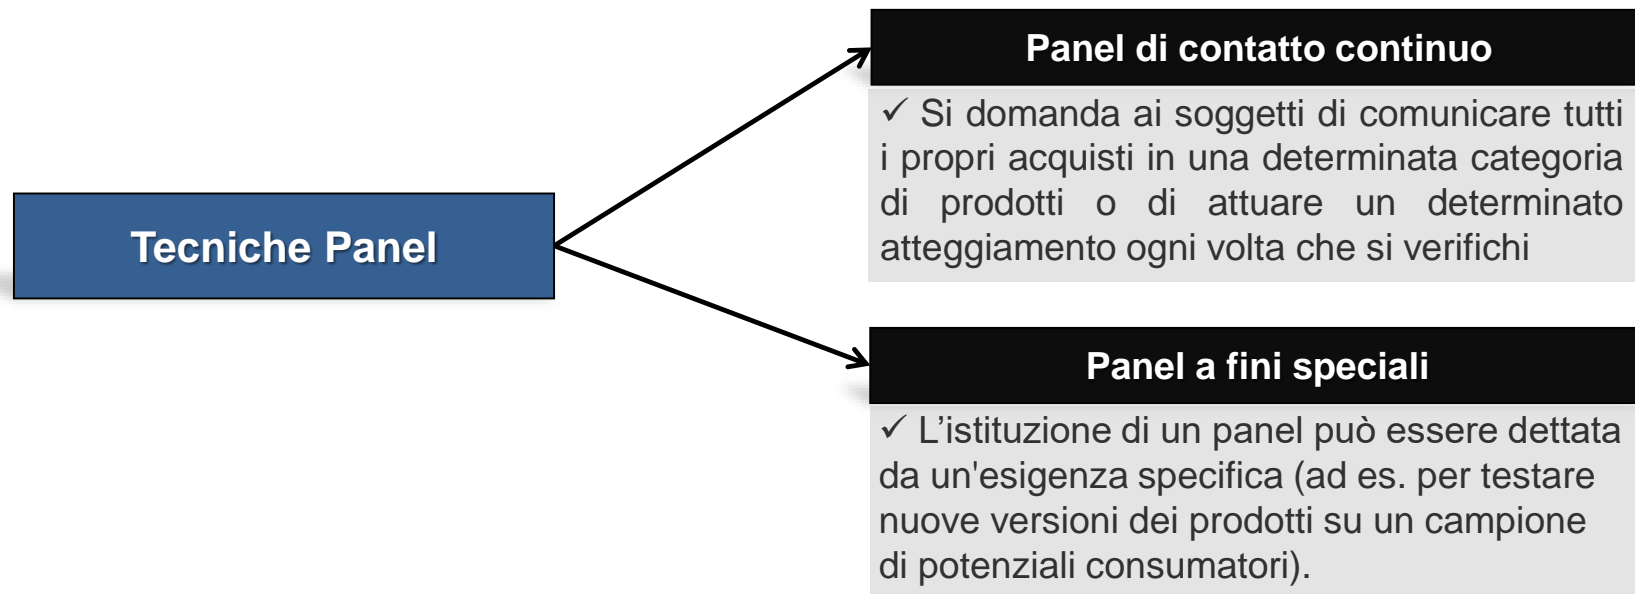 Tecniche Panel
Panel di contatto continuo
✓ Si domanda ai soggetti di comunicare tutti
i propri acquisti in una determinata categoria
di prodotti o di attuare un determinato
atteggiamento ogni volta che si verifichi
Panel a fini speciali
✓ L’istituzione di un panel può essere dettata
da un'esigenza specifica (ad es. per testare
nuove versioni dei prodotti su un campione
di potenziali consumatori).